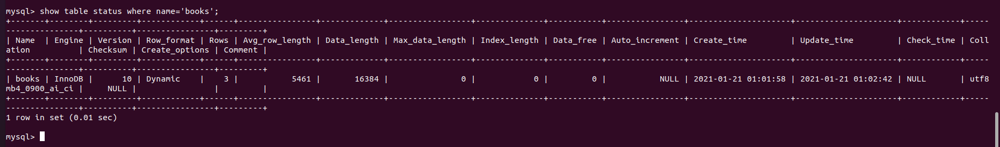 mysql> show table status where name='books';
+-------+--------+---------+------------+------+----------------+-------------+-----------------+--------------+-----------+----------------+---------------------+---------------------+------------+-----
---------------+----------+----------------+---------+
| Name  | Engine | Version | Row_format | Rows | Avg_row_length | Data_length | Max_data_length | Index_length | Data_free | Auto_increment | Create_time         | Update_time         | Check_time | Coll
ation          | Checksum | Create_options | Comment |
+-------+--------+---------+------------+------+----------------+-------------+-----------------+--------------+-----------+----------------+---------------------+---------------------+------------+-----
---------------+----------+----------------+---------+
| books | InnoDB |      10 | Dynamic    |    3 |           5461 |       16384 |               0 |            0 |         0 |           NULL | 2021-01-21 01:01:58 | 2021-01-21 01:02:42 | NULL       | utf8
mb4_0900_ai_ci |     NULL |                |         |
+-------+--------+---------+------------+------+----------------+-------------+-----------------+--------------+-----------+----------------+---------------------+---------------------+------------+-----
---------------+----------+----------------+---------+
1 row in set (0.01 sec)
mysql>